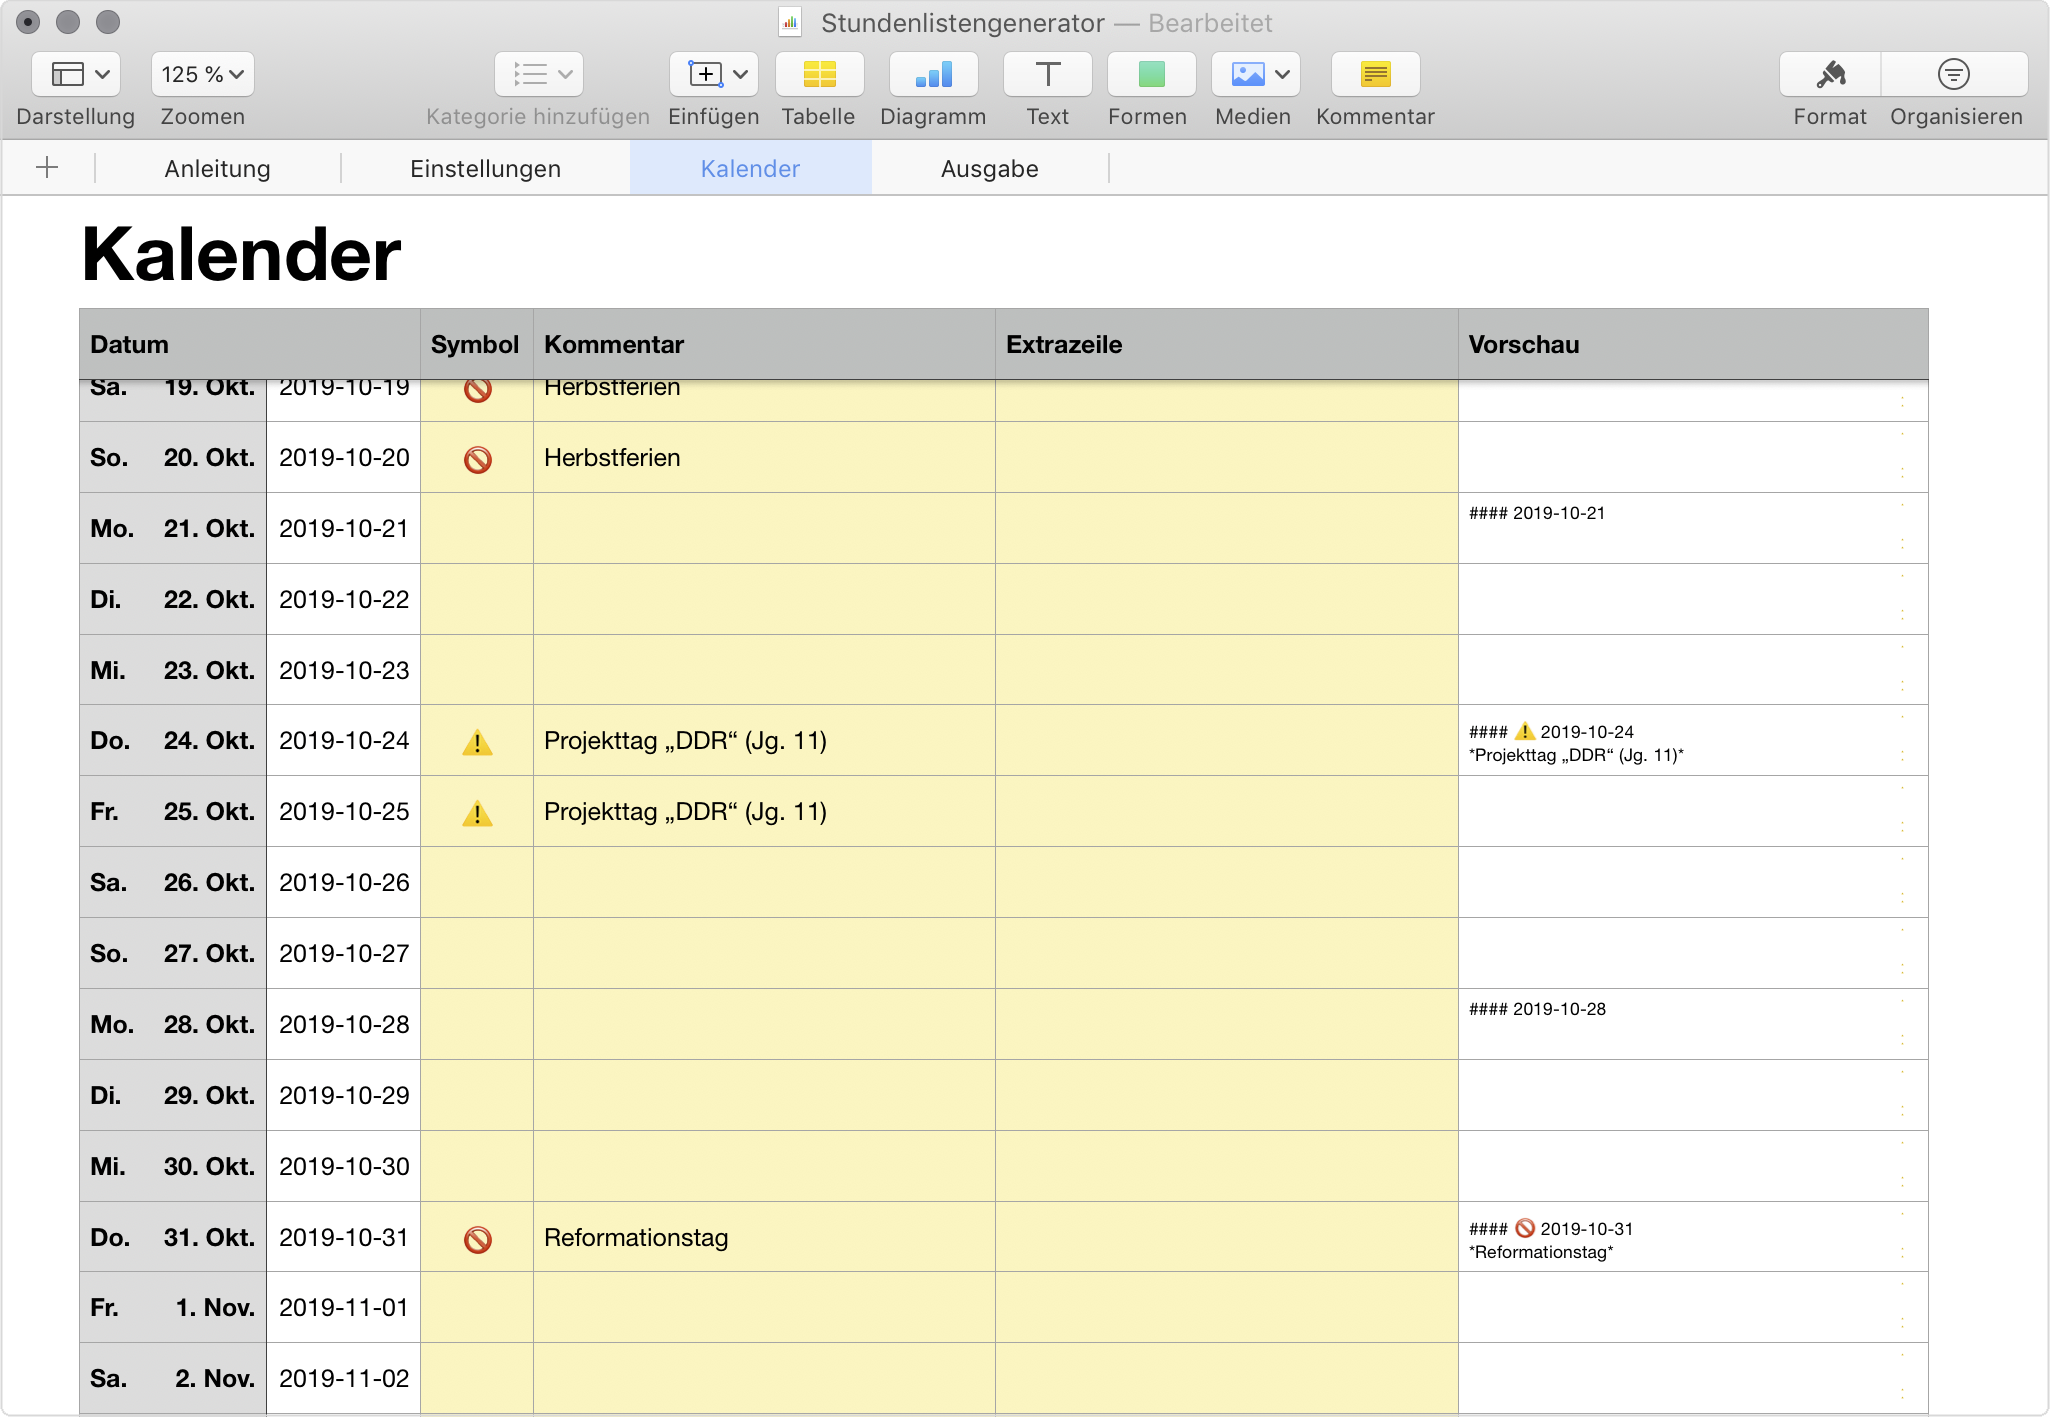 Stundenlistengenerator — Bearbeitet
125 %
Darstellung Zoomen Kategorie hinzufügen Einfügen Tabelle Diagramm Text Formen Medien Kommentar Format Organisieren
Anleitung Einstellungen Kalender Ausgabe
Kalender
Datum Symbol Kommentar Extrazeile Vorschau
Sa. 19. Okt. 2019-10-19 🚫 Herbstferien
So. 20. Okt. 2019-10-20 🚫 Herbstferien
Mo. 21. Okt. 2019-10-21 #### 2019-10-21
Di. 22. Okt. 2019-10-22
Mi. 23. Okt. 2019-10-23
Do. 24. Okt. 2019-10-24 ⚠️ Projekttag „DDR“ (Jg. 11) #### ⚠️ 2019-10-24
*Projekttag „DDR“ (Jg. 11)*
Fr. 25. Okt. 2019-10-25 ⚠️ Projekttag „DDR“ (Jg. 11)
Sa. 26. Okt. 2019-10-26
So. 27. Okt. 2019-10-27
Mo. 28. Okt. 2019-10-28 #### 2019-10-28
Di. 29. Okt. 2019-10-29
Mi. 30. Okt. 2019-10-30
Do. 31. Okt. 2019-10-31 🚫 Reformationstag #### 🚫 2019-10-31
*Reformationstag*
Fr. 1. Nov. 2019-11-01
Sa. 2. Nov. 2019-11-02